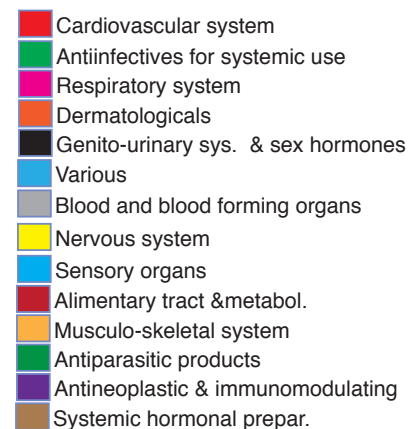 Cardiovascular system
Antiinfectives for systemic use
Respiratory system
Dermatologicals
Genito-urinary sys. & sex hormones
Various
Blood and blood forming organs
Nervous system
Sensory organs
Alimentary tract &metabol.
Musculo-skeletal system
Antiparasitic products
Antineoplastic & immunomodulating
Systemic hormonal prepar.